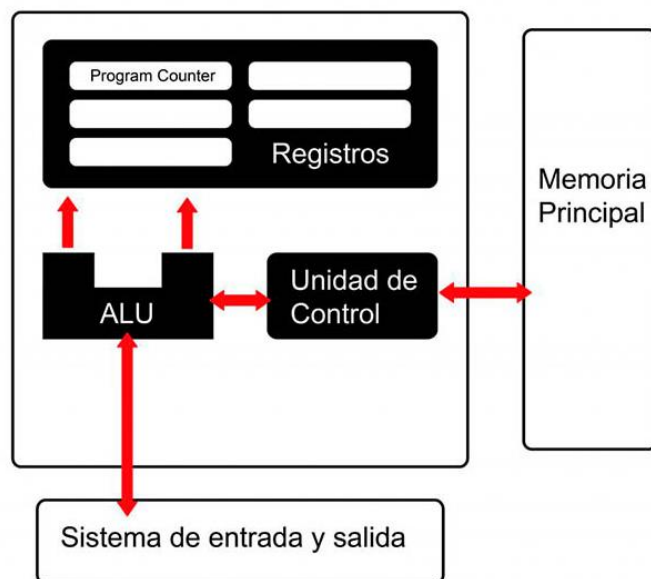 Program Counter
Registros
Memoria
Principal
ALU
Unidad de
Control
Sistema de entrada y salida